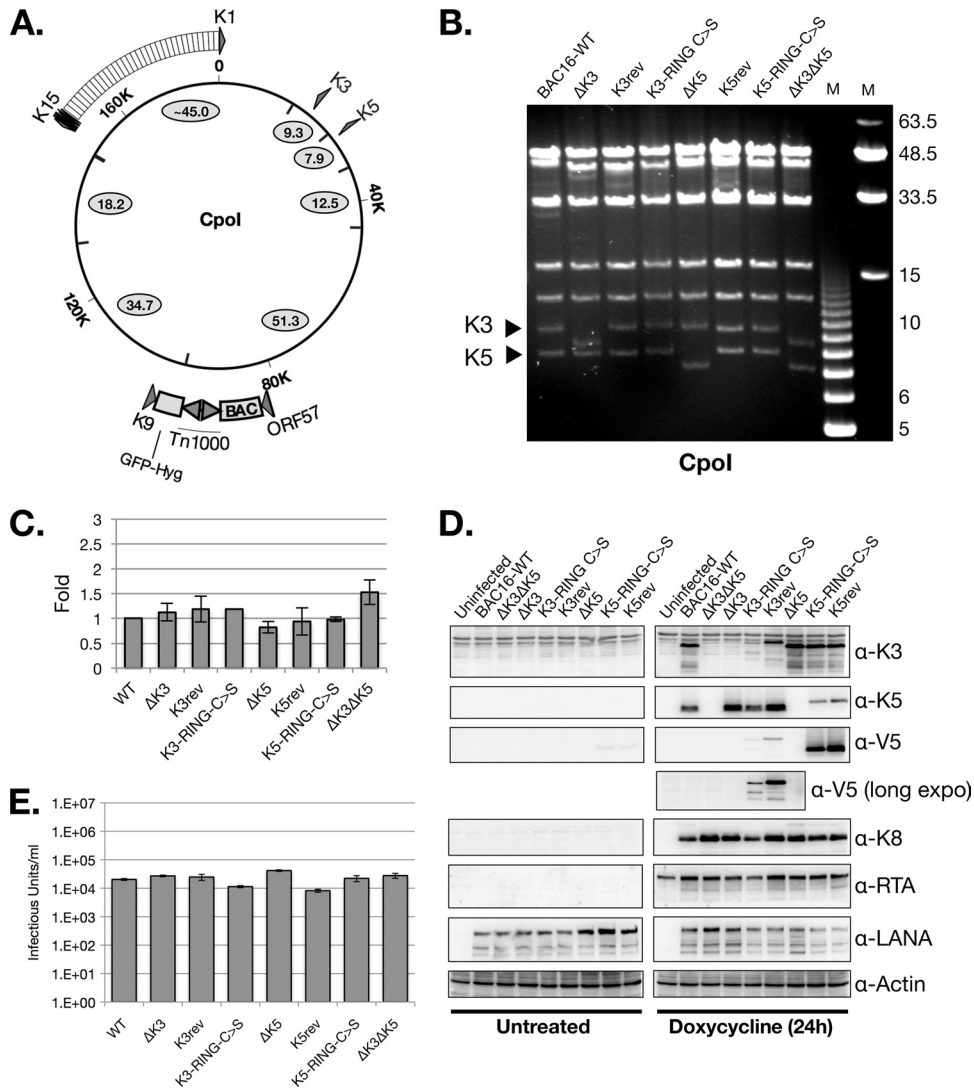 A.
K1
0
K3
K5
K15
160K
~45.0
9.3
7.9
12.5
40K
18.2
CpoI
120K
34.7
51.3
80K
BAC
K9
Tn1000
ORF57
GFP-Hyg
B.
BAC16-WT
ΔK3
K3rev
K3-RING C>S
ΔK5
K5rev
K5-RING-C>S
ΔK3ΔK5
M
M
63.5
48.5
33.5
15
10
6
5
K3
K5
CpoI
C.
Fold
3
2.5
2
1.5
1
0.5
0
WT
ΔK3
K3rev
K3-RING-C>S
ΔK5
K5rev
K5-RING-C>S
ΔK3ΔK5
D.
Uninfected
BAC16-WT
ΔK3ΔK5
ΔK3
K3-RING C>S
K3rev
ΔK5
K5-RING-C>S
K5rev
Uninfected
BAC16-WT
ΔK3ΔK5
ΔK3
K3-RING C>S
K3rev
ΔK5
K5-RING-C>S
K5rev
α-K3
α-K5
α-V5
α-V5 (long expo)
α-K8
α-RTA
α-LANA
α-Actin
Untreated
Doxycycline (24h)
E.
Infectious Units/ml
1.E+07
1.E+06
1.E+05
1.E+04
1.E+03
1.E+02
1.E+01
1.E+00
WT
ΔK3
K3rev
K3-RING-C>S
ΔK5
K5rev
K5-RING-C>S
ΔK3ΔK5